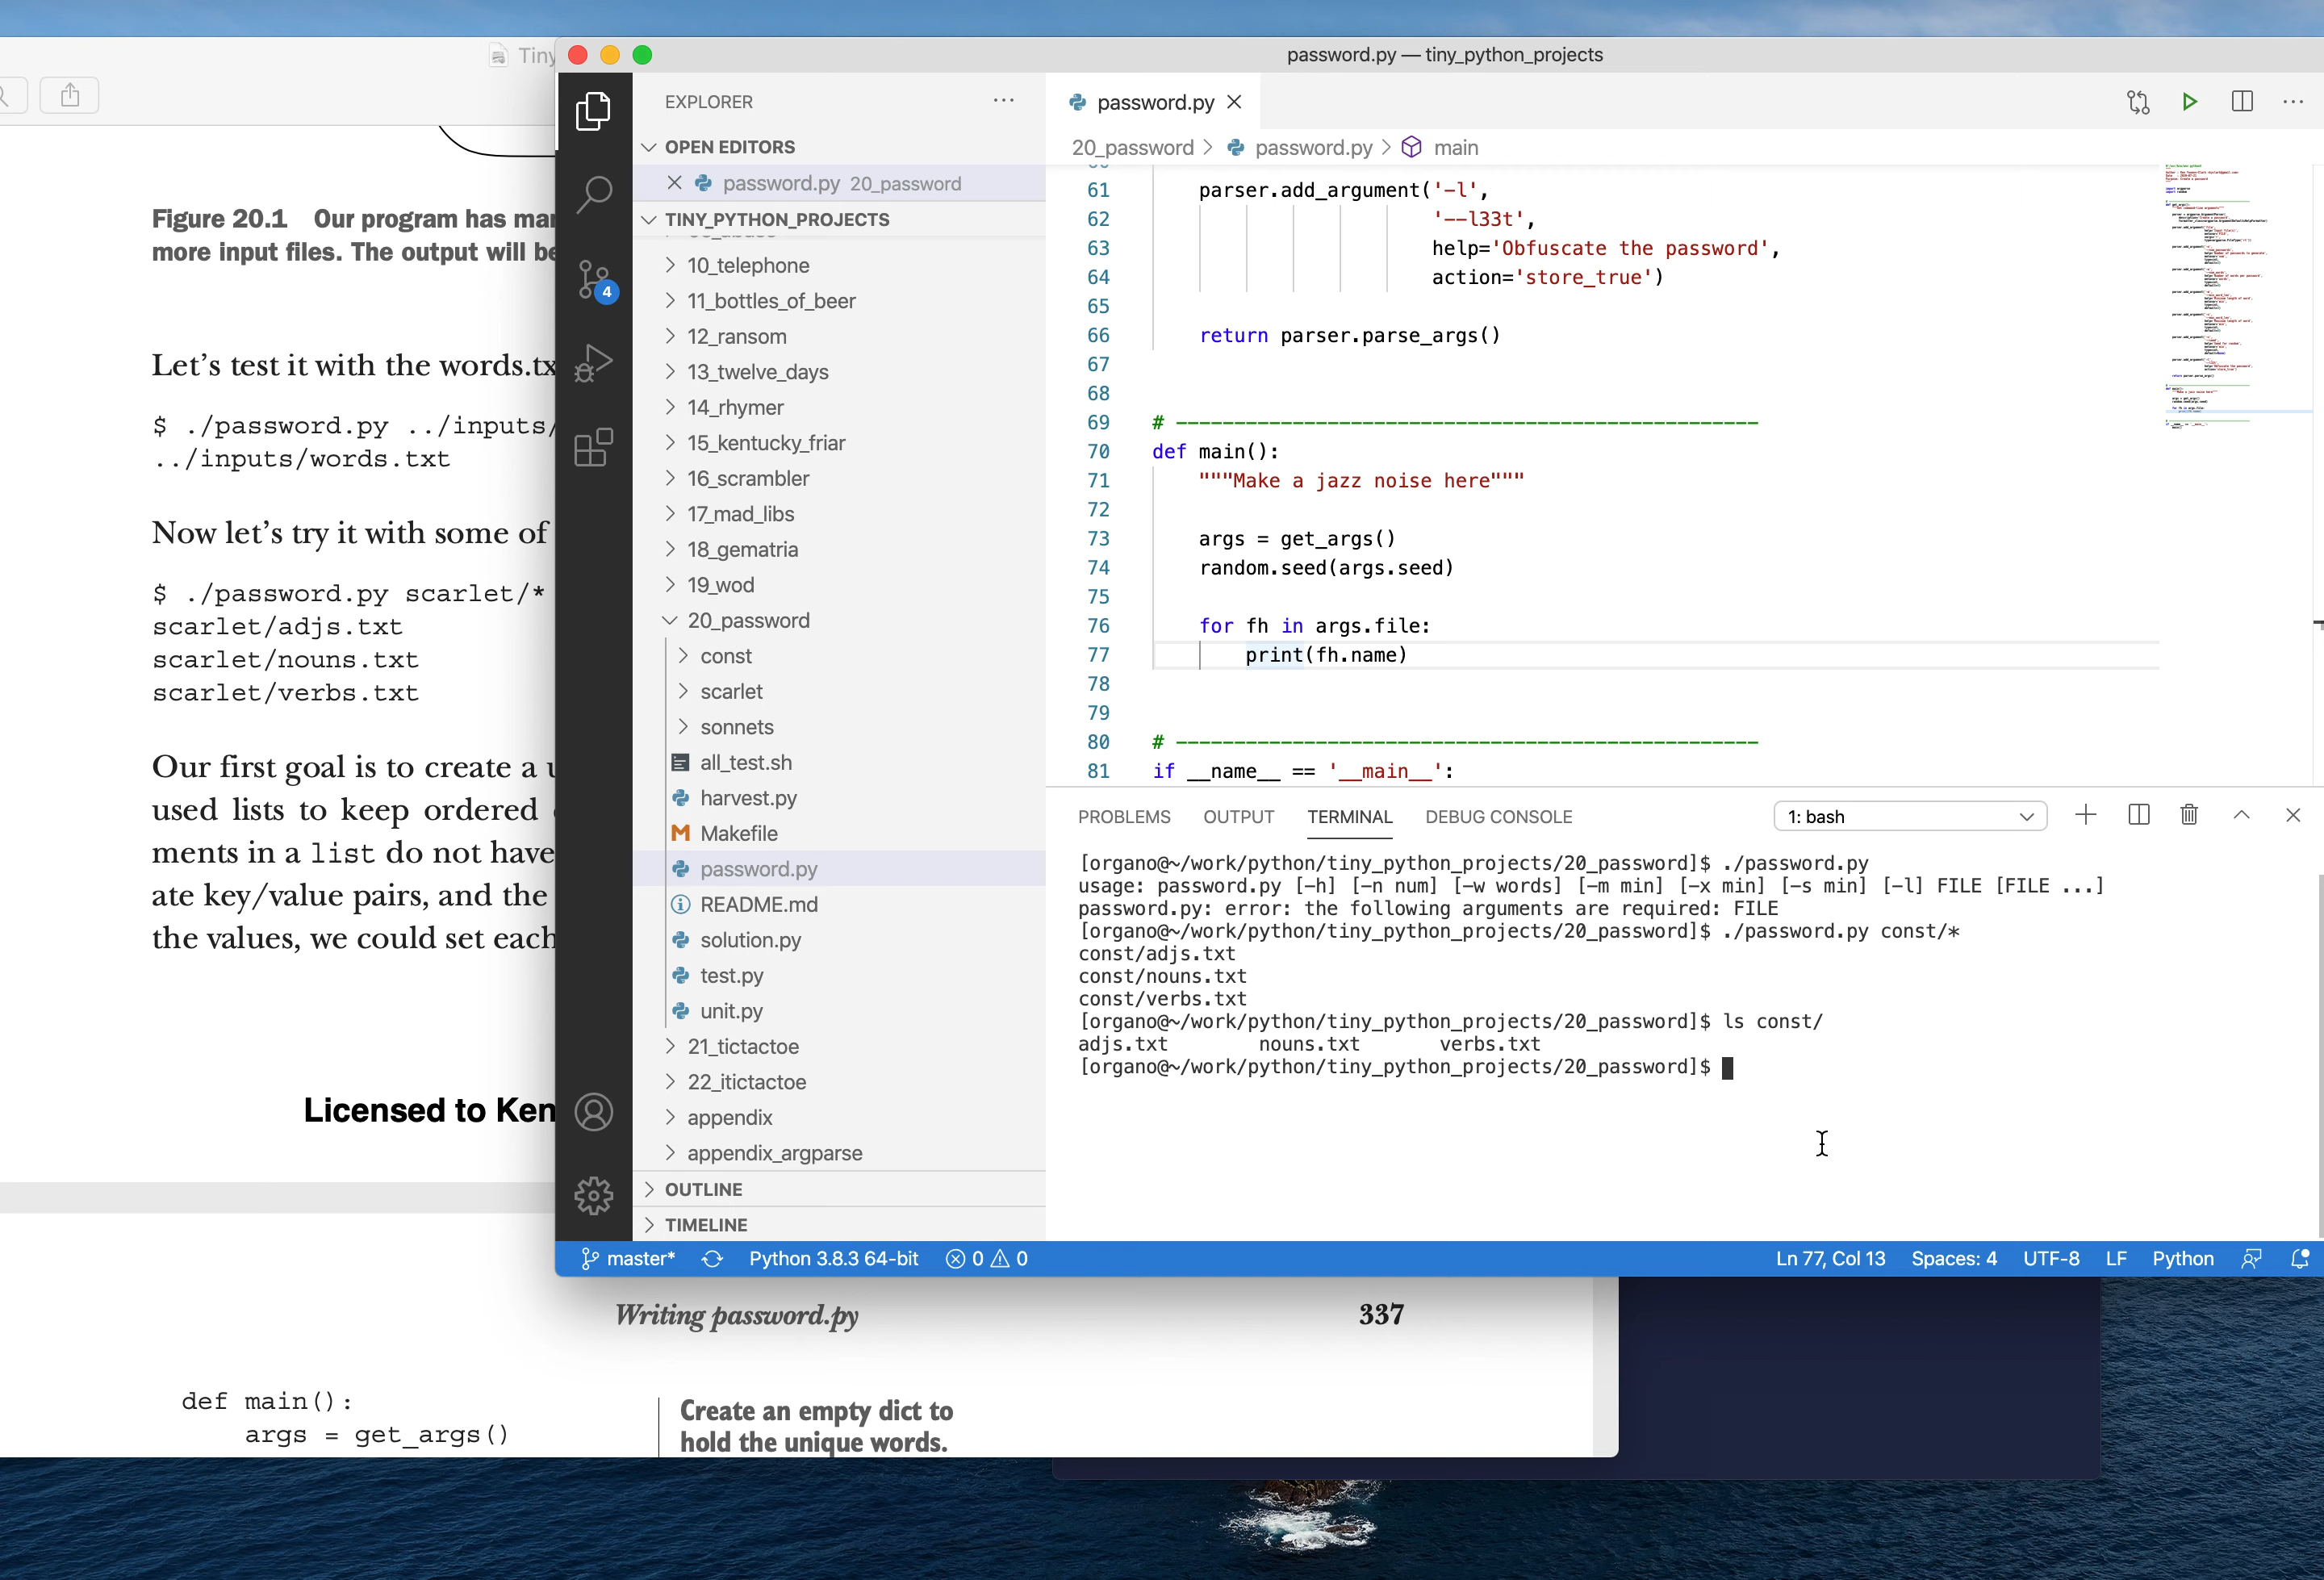 Tiny
password.py — tiny_python_projects
EXPLORER
OPEN EDITORS
password.py 20_password
TINY_PYTHON_PROJECTS
10_telephone
11_bottles_of_beer
12_ransom
13_twelve_days
14_rhymer
15_kentucky_friar
16_scrambler
17_mad_libs
18_gematria
19_wod
20_password
const
scarlet
sonnets
all_test.sh
harvest.py
Makefile
password.py
README.md
solution.py
test.py
unit.py
21_tictactoe
22_itictactoe
appendix
appendix_argparse
OUTLINE
TIMELINE
4
password.py
20_password > password.py > main
61 parser.add_argument('-l',
62 '--l33t',
63 help='Obfuscate the password',
64 action='store_true')
65
66 return parser.parse_args()
67
68
69 # --------------------------------------------------
70 def main():
71 """Make a jazz noise here"""
72
73 args = get_args()
74 random.seed(args.seed)
75
76 for fh in args.file:
77 print(fh.name)
78
79
80 # --------------------------------------------------
81 if __name__ == '__main__':
PROBLEMS OUTPUT TERMINAL DEBUG CONSOLE 1: bash
[organo@~/work/python/tiny_python_projects/20_password]$ ./password.py
usage: password.py [-h] [-n num] [-w words] [-m min] [-x min] [-s min] [-l] FILE [FILE ...]
password.py: error: the following arguments are required: FILE
[organo@~/work/python/tiny_python_projects/20_password]$ ./password.py const/*
const/adjs.txt
const/nouns.txt
const/verbs.txt
[organo@~/work/python/tiny_python_projects/20_password]$ ls const/
adjs.txt nouns.txt verbs.txt
[organo@~/work/python/tiny_python_projects/20_password]$
master* Python 3.8.3 64-bit 0 0 Ln 77, Col 13 Spaces: 4 UTF-8 LF Python
Figure 20.1 Our program has
more input files. The output will be
Let’s test it with the
$ ./password.py ../inputs/
../inputs/words.txt
Now let’s try it with some of
$ ./password.py scarlet/*
scarlet/adjs.txt
scarlet/nouns.txt
scarlet/verbs.txt
Our first goal is to create a
used lists to keep ordered
ments in a list do not have
ate key/value pairs, and the
the values, we could set each
Licensed to Ken
Writing password.py 337
def main():
args = get_args()
Create an empty dict to
hold the unique words.